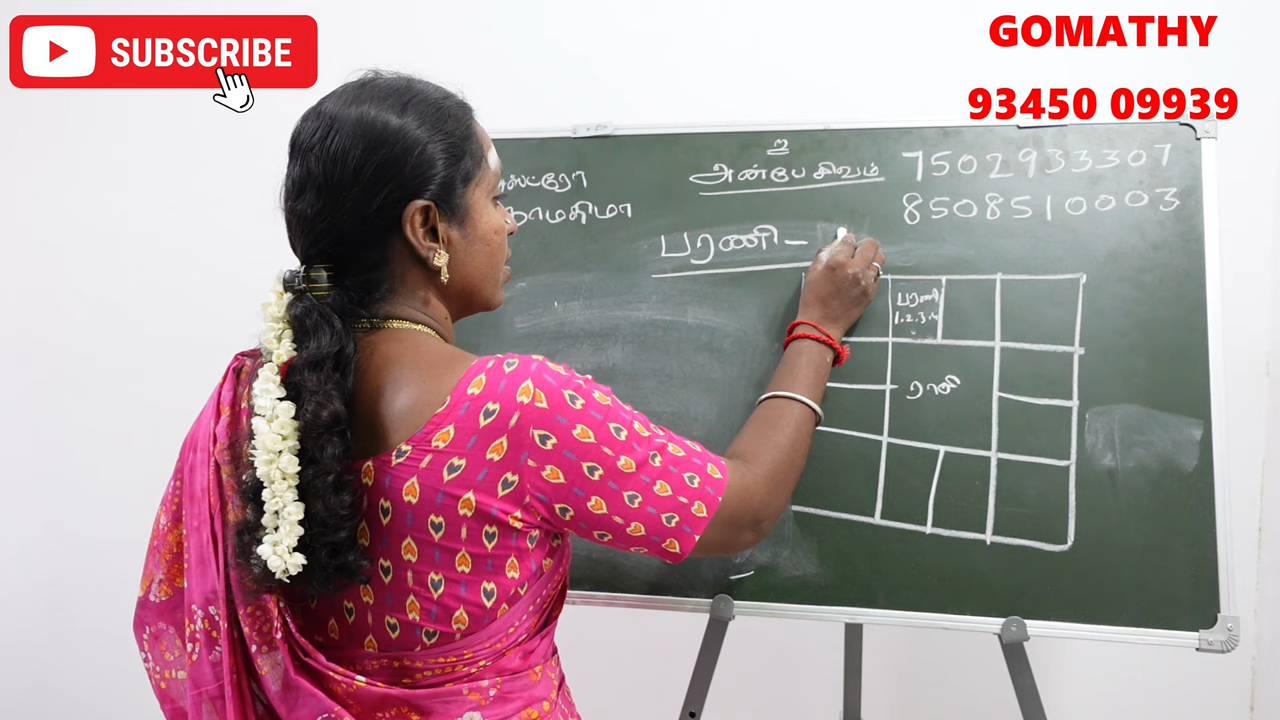 SUBSCRIBE
GOMATHY
93450 09939
உ
அன்பே சிவம்
7502933307
8508510003
பரணி -
பரணி
1.2.3.4
ராசி